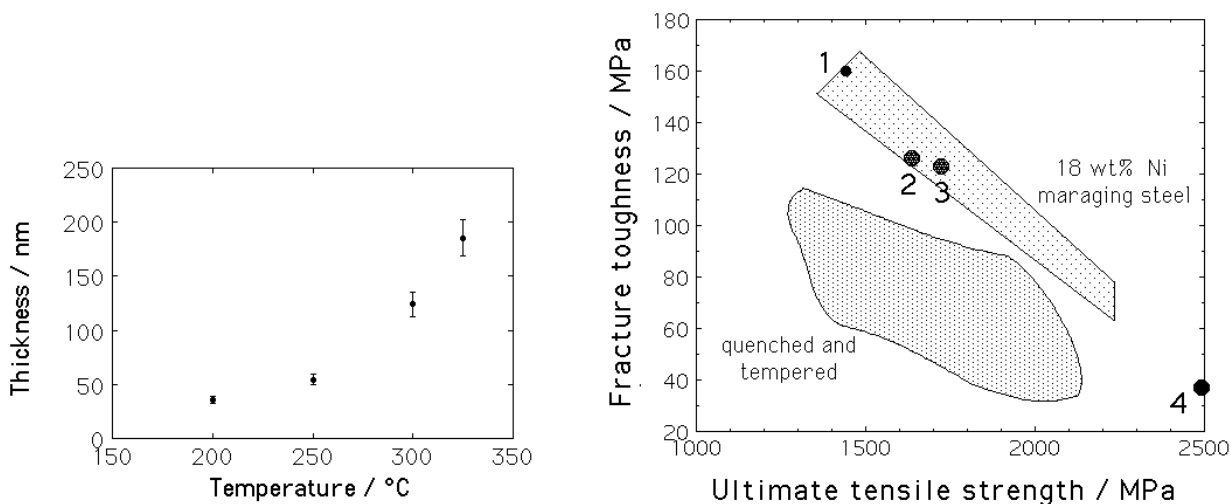 250
200
150
100
50
0
150 200 250 300 350
Thickness / nm
Temperature / °C
180
160
140
120
100
80
60
40
20
1000 1500 2000 2500
Fracture toughness / MPa
Ultimate tensile strength / MPa
1
2
3
4
18 wt% Ni
maraging steel
quenched and
tempered